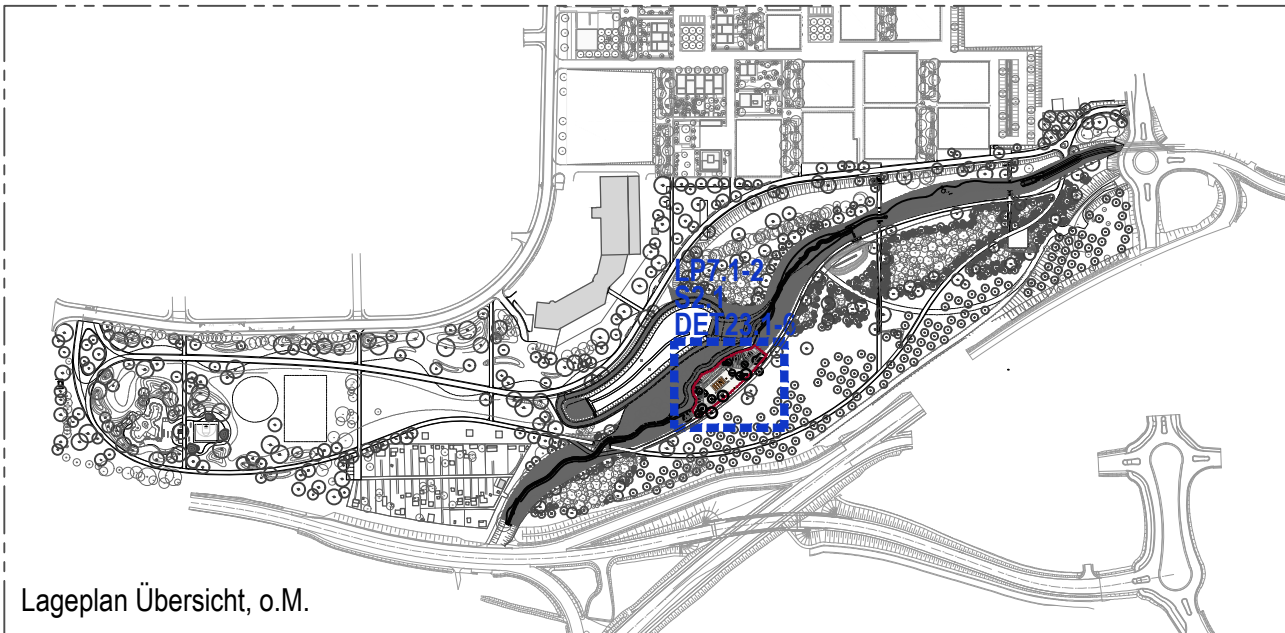 LP7.1-2
S2.1
DET23.1-6
Lageplan Übersicht, o.M.